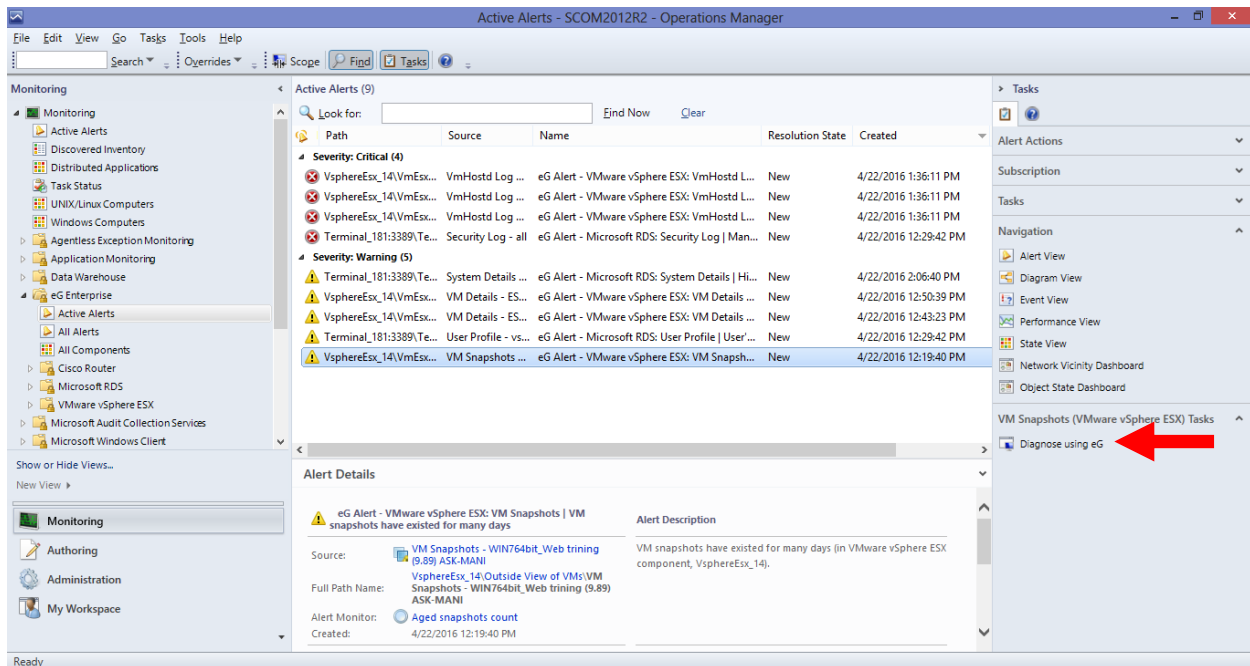 Active Alerts - SCOM2012R2 - Operations Manager
File Edit View Go Tasks Tools Help
Search Overrides Scope Find Tasks
Monitoring
Monitoring
Active Alerts
Discovered Inventory
Distributed Applications
Task Status
UNIX/Linux Computers
Windows Computers
Agentless Exception Monitoring
Application Monitoring
Data Warehouse
eG Enterprise
Active Alerts
All Alerts
All Components
Cisco Router
Microsoft RDS
VMware vSphere ESX
Microsoft Audit Collection Services
Microsoft Windows Client
Show or Hide Views...
New View
Monitoring
Authoring
Administration
My Workspace
Ready
Active Alerts (9)
Look for: Find Now Clear
Path Source Name Resolution State Created
Severity: Critical (4)
VsphereEsx_14\VmEsx... VmHostd Log ... eG Alert - VMware vSphere ESX: VmHostd L... New 4/22/2016 1:36:11 PM
VsphereEsx_14\VmEsx... VmHostd Log ... eG Alert - VMware vSphere ESX: VmHostd L... New 4/22/2016 1:36:11 PM
VsphereEsx_14\VmEsx... VmHostd Log ... eG Alert - VMware vSphere ESX: VmHostd L... New 4/22/2016 1:36:11 PM
Terminal_181:3389\Te... Security Log - all eG Alert - Microsoft RDS: Security Log | Man... New 4/22/2016 12:29:42 PM
Severity: Warning (5)
Terminal_181:3389\Te... System Details ... eG Alert - Microsoft RDS: System Details | Hi... New 4/22/2016 2:06:40 PM
VsphereEsx_14\VmEsx... VM Details - ES... eG Alert - VMware vSphere ESX: VM Details ... New 4/22/2016 12:50:39 PM
VsphereEsx_14\VmEsx... VM Details - ES... eG Alert - VMware vSphere ESX: VM Details ... New 4/22/2016 12:43:23 PM
Terminal_181:3389\Te... User Profile - vs... eG Alert - Microsoft RDS: User Profile | User'... New 4/22/2016 12:29:42 PM
VsphereEsx_14\VmEsx... VM Snapshots ... eG Alert - VMware vSphere ESX: VM Snapsh... New 4/22/2016 12:19:40 PM
Alert Details
eG Alert - VMware vSphere ESX: VM Snapshots | VM
snapshots have existed for many days
Source: VM Snapshots - WIN764bit_Web trining
(9.89) ASK-MANI
Full Path Name: VsphereEsx_14\Outside View of VMs\VM
Snapshots - WIN764bit_Web trining (9.89)
ASK-MANI
Alert Monitor: Aged snapshots count
Created: 4/22/2016 12:19:40 PM
Alert Description
VM snapshots have existed for many days (in VMware vSphere ESX
component, VsphereEsx_14).
Tasks
Alert Actions
Subscription
Tasks
Navigation
Alert View
Diagram View
Event View
Performance View
State View
Network Vicinity Dashboard
Object State Dashboard
VM Snapshots (VMware vSphere ESX) Tasks
Diagnose using eG